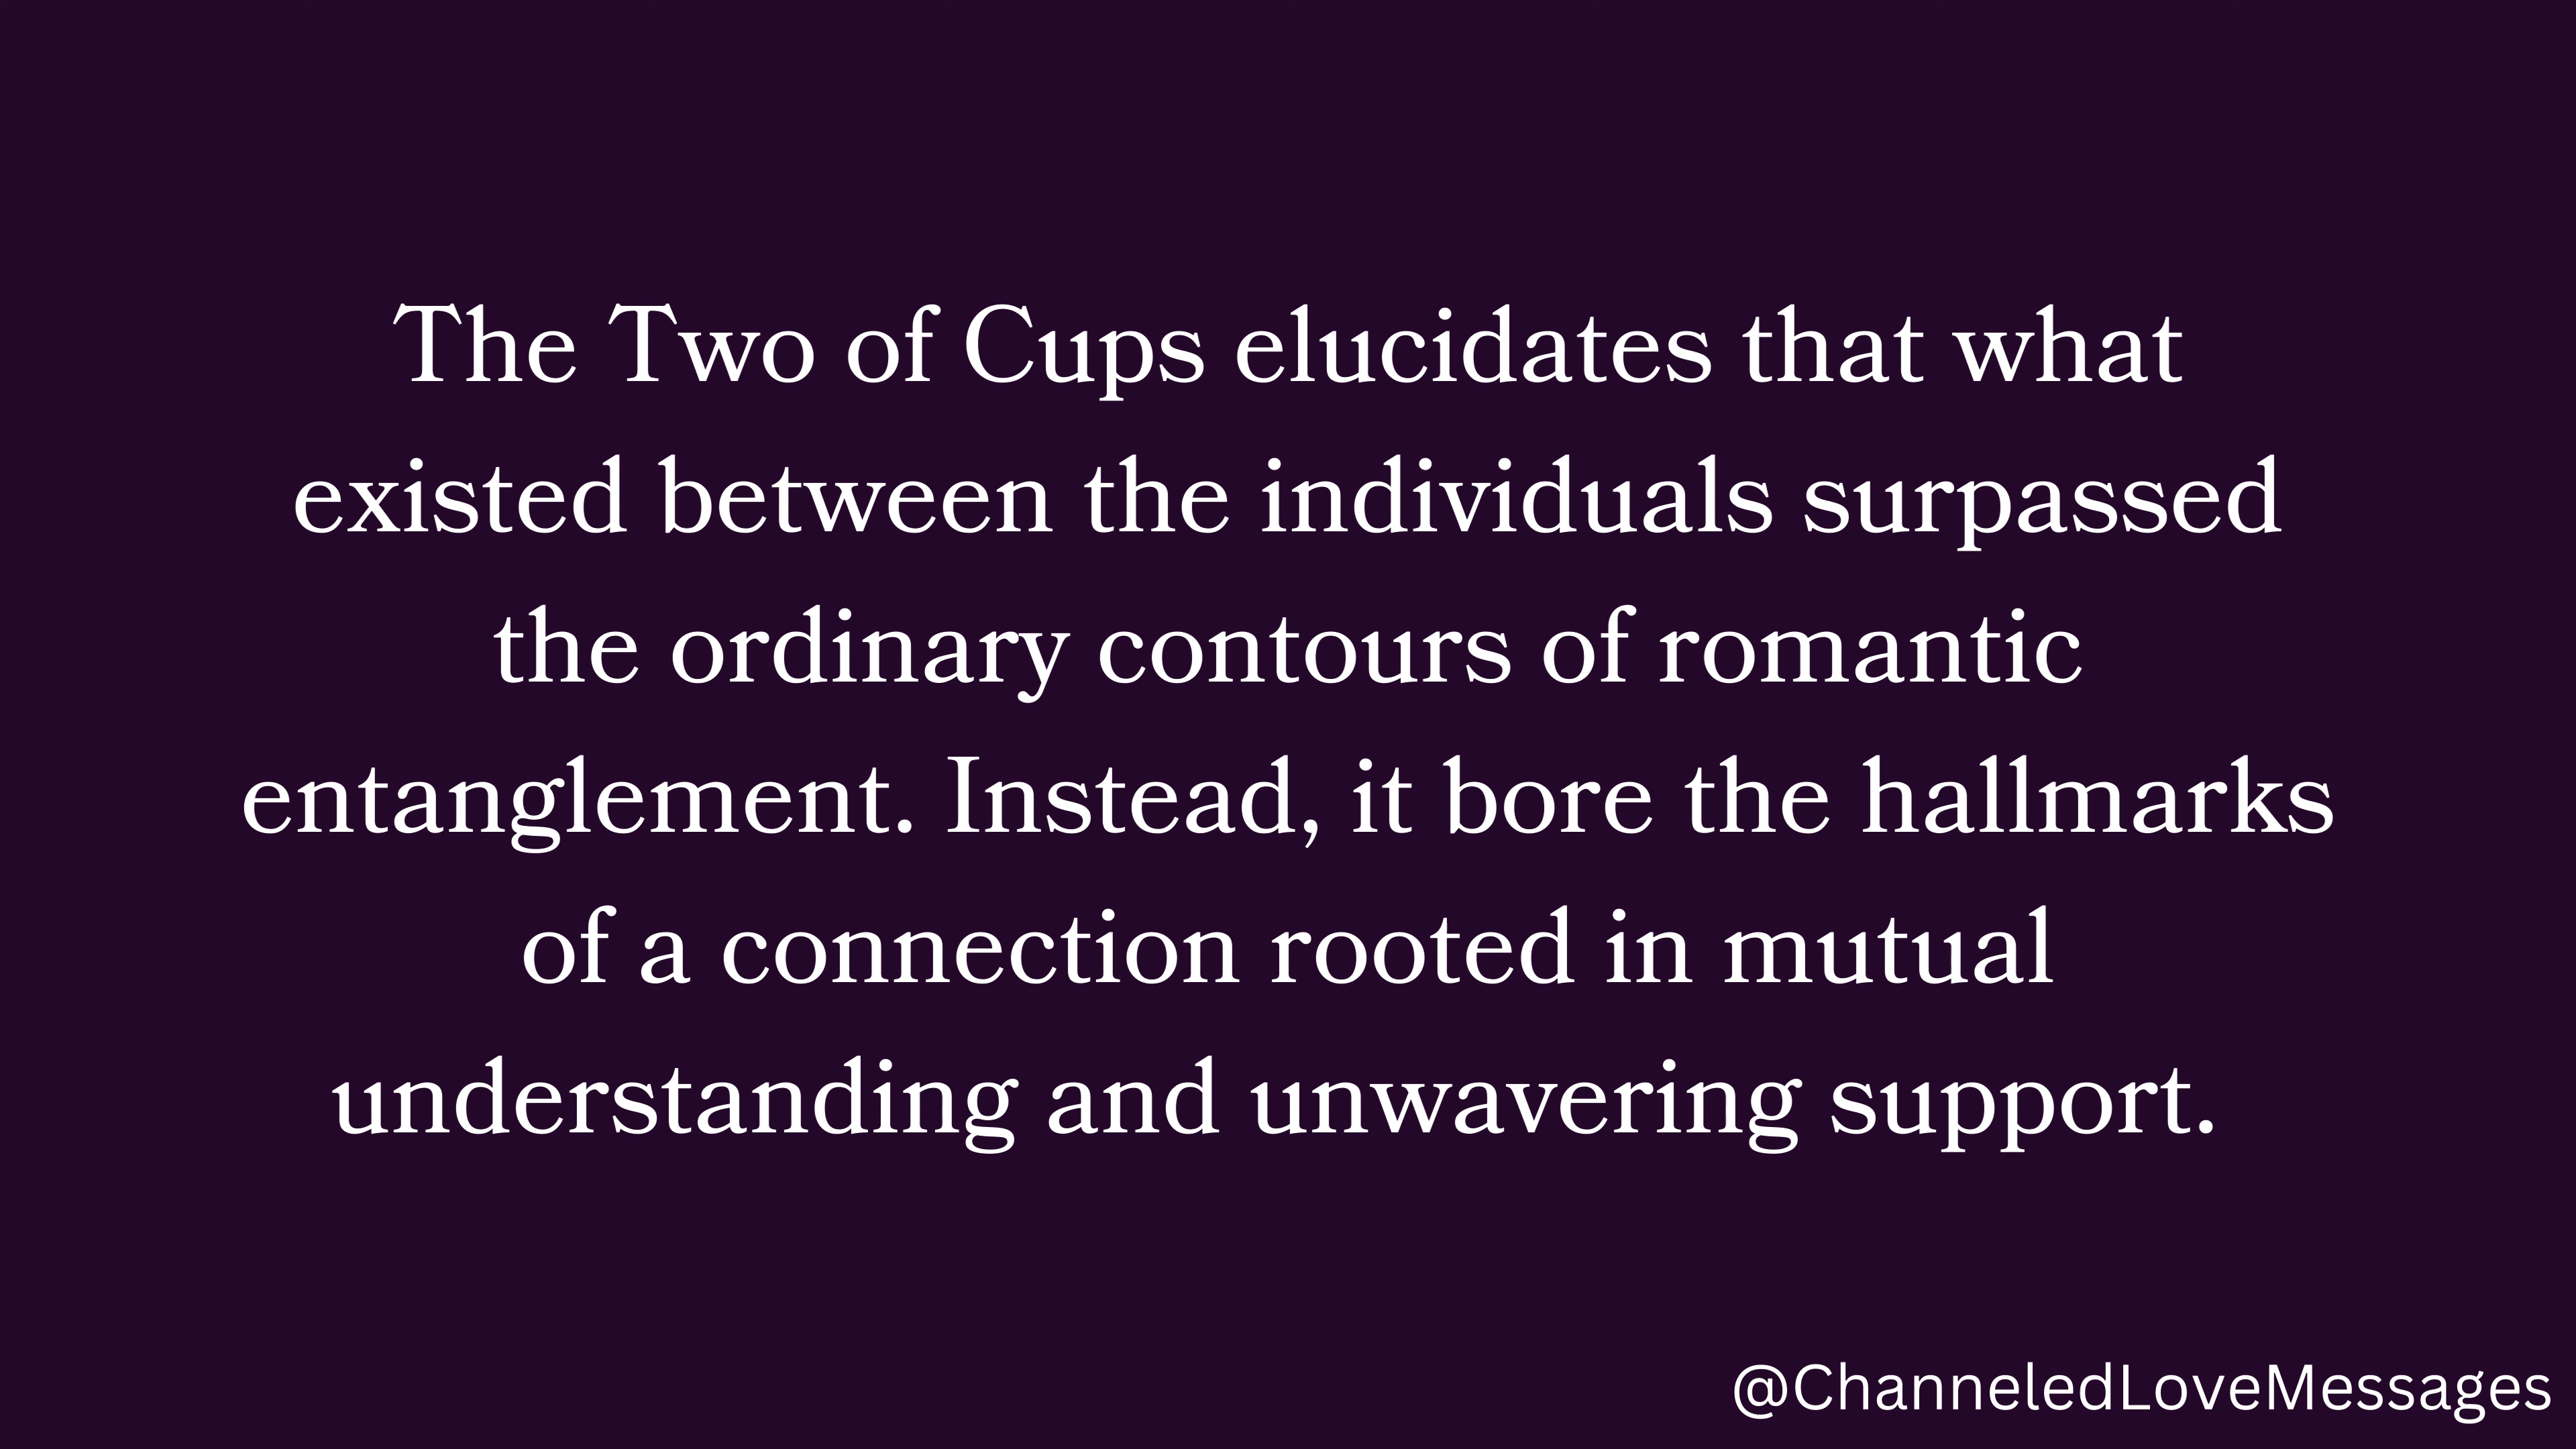 The Two of Cups elucidates that what
existed between the individuals surpassed
the ordinary contours of romantic
entanglement. Instead, it bore the hallmarks
of a connection rooted in mutual
understanding and unwavering support.
@ChanneledLoveMessages